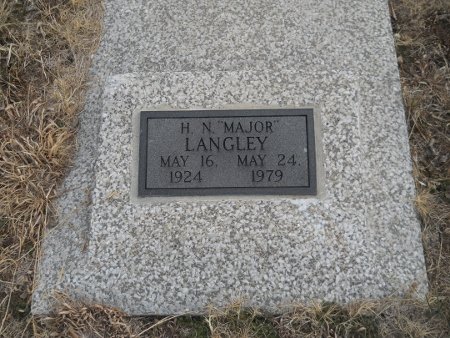 H. N. "MAJOR"
LANGLEY
MAY 16, MAY 24,
1924 1979